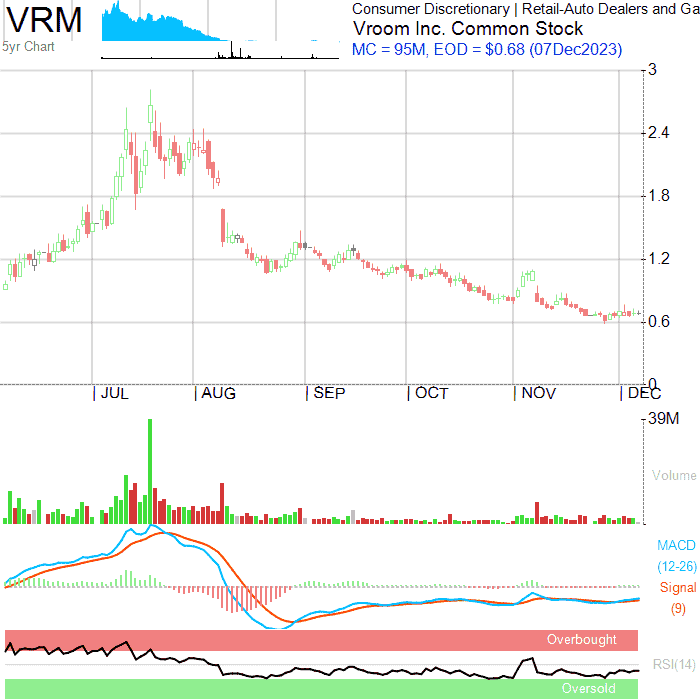 VRM
5yr Chart
Consumer Discretionary | Retail-Auto Dealers and Ga
Vroom Inc. Common Stock
MC = 95M, EOD = $0.68 (07Dec2023)
3
2.4
1.8
1.2
0.6
0
JUL AUG SEP OCT NOV DEC
39M
Volume
MACD
(12-26)
Signal
(9)
Overbought
RSI(14)
Oversold